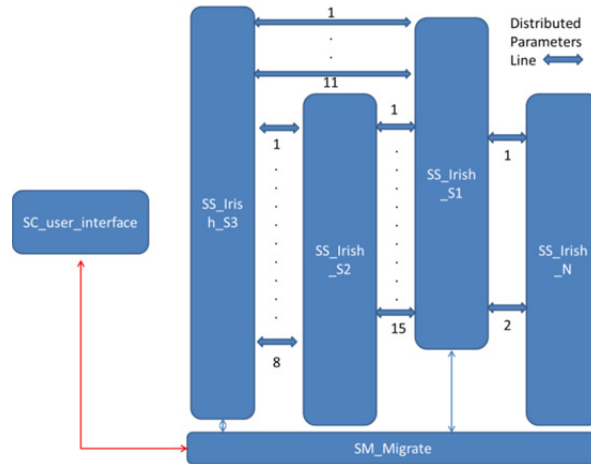 1
.
.
11
Distributed
Parameters
Line
1
8
1
15
1
2
SC_user_interface
SS_Iris
h_S3
SS_Irish
_S2
SS_Irish
_S1
SS_Irish
_N
SM_Migrate